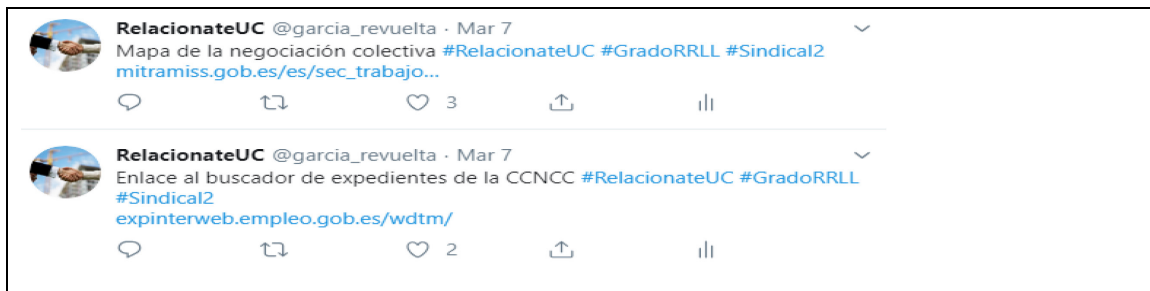 RelacionateUC @garcia_revuelta · Mar 7
Mapa de la negociación colectiva #RelacionateUC #GradoRRLL #Sindical2
mitramiss.gob.es/es/sec_trabajo...
3
RelacionateUC @garcia_revuelta · Mar 7
Enlace al buscador de expedientes de la CCNCC #RelacionateUC #GradoRRLL
#Sindical2
expinterweb.empleo.gob.es/wdtm/
2